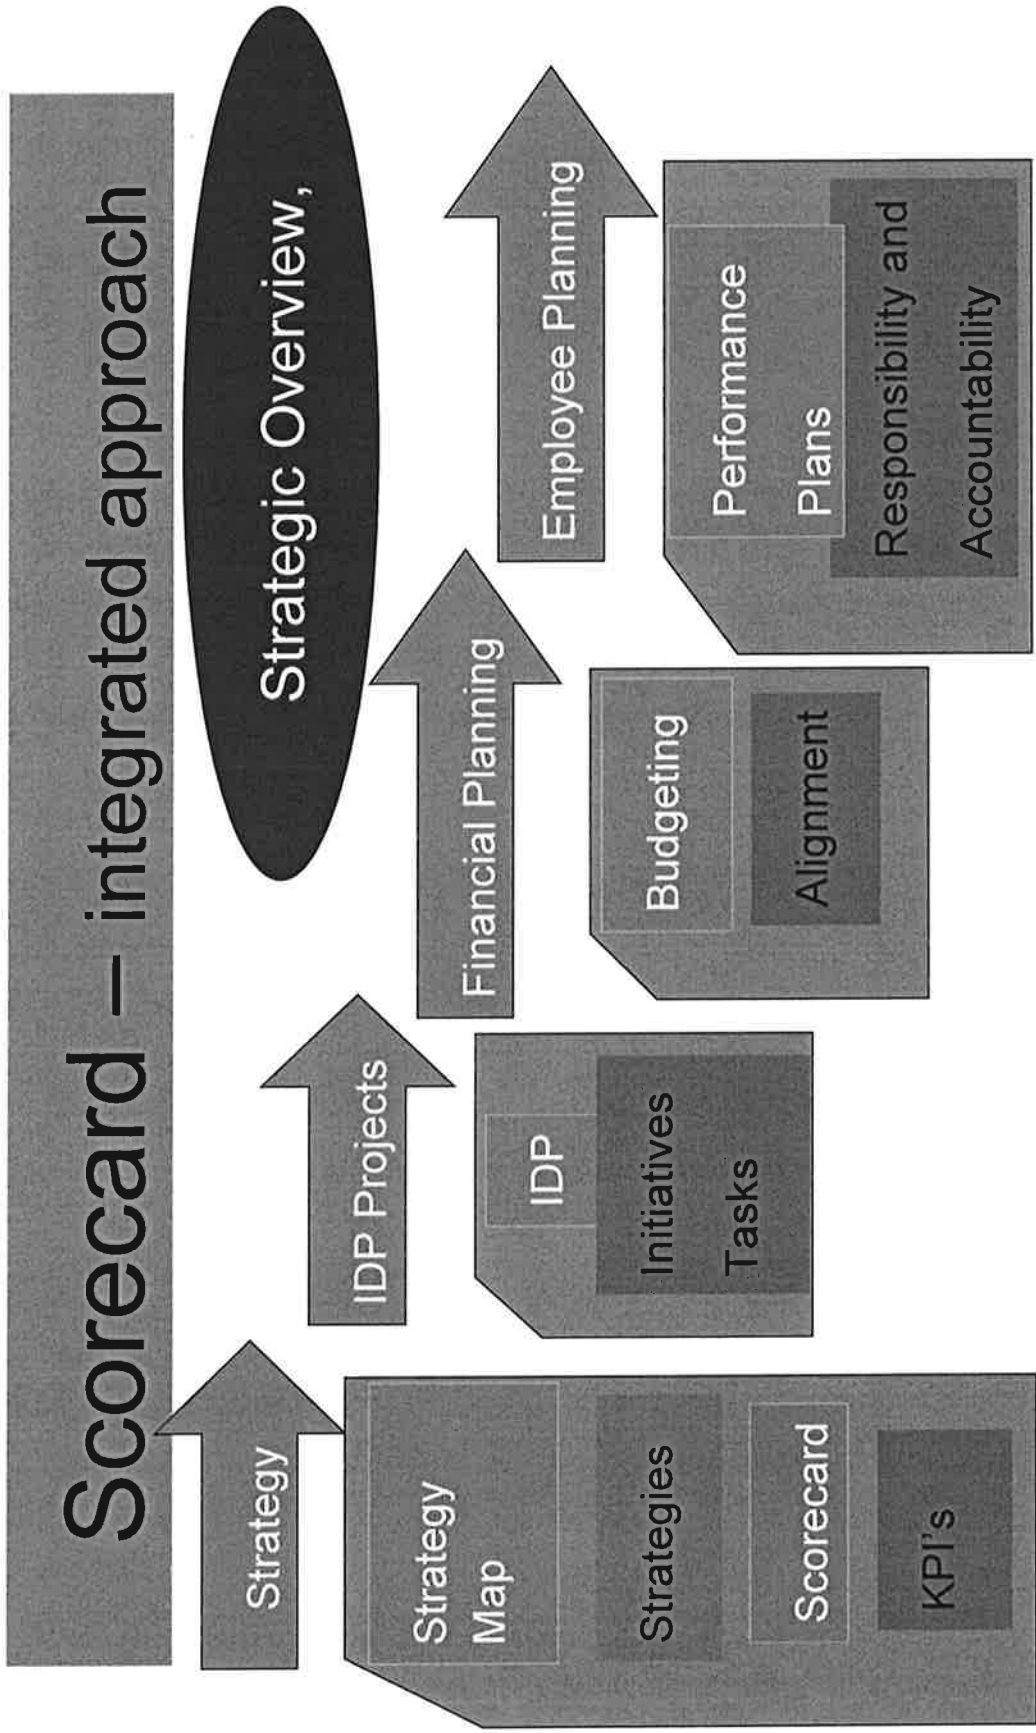 Scorecard – integrated approach
Strategic Overview,
Strategy
IDP Projects
Financial Planning
Employee Planning
Strategy
Map
Strategies
Scorecard
KPI's
IDP
Initiatives
Tasks
Budgeting
Alignment
Performance
Plans
Responsibility and
Accountability